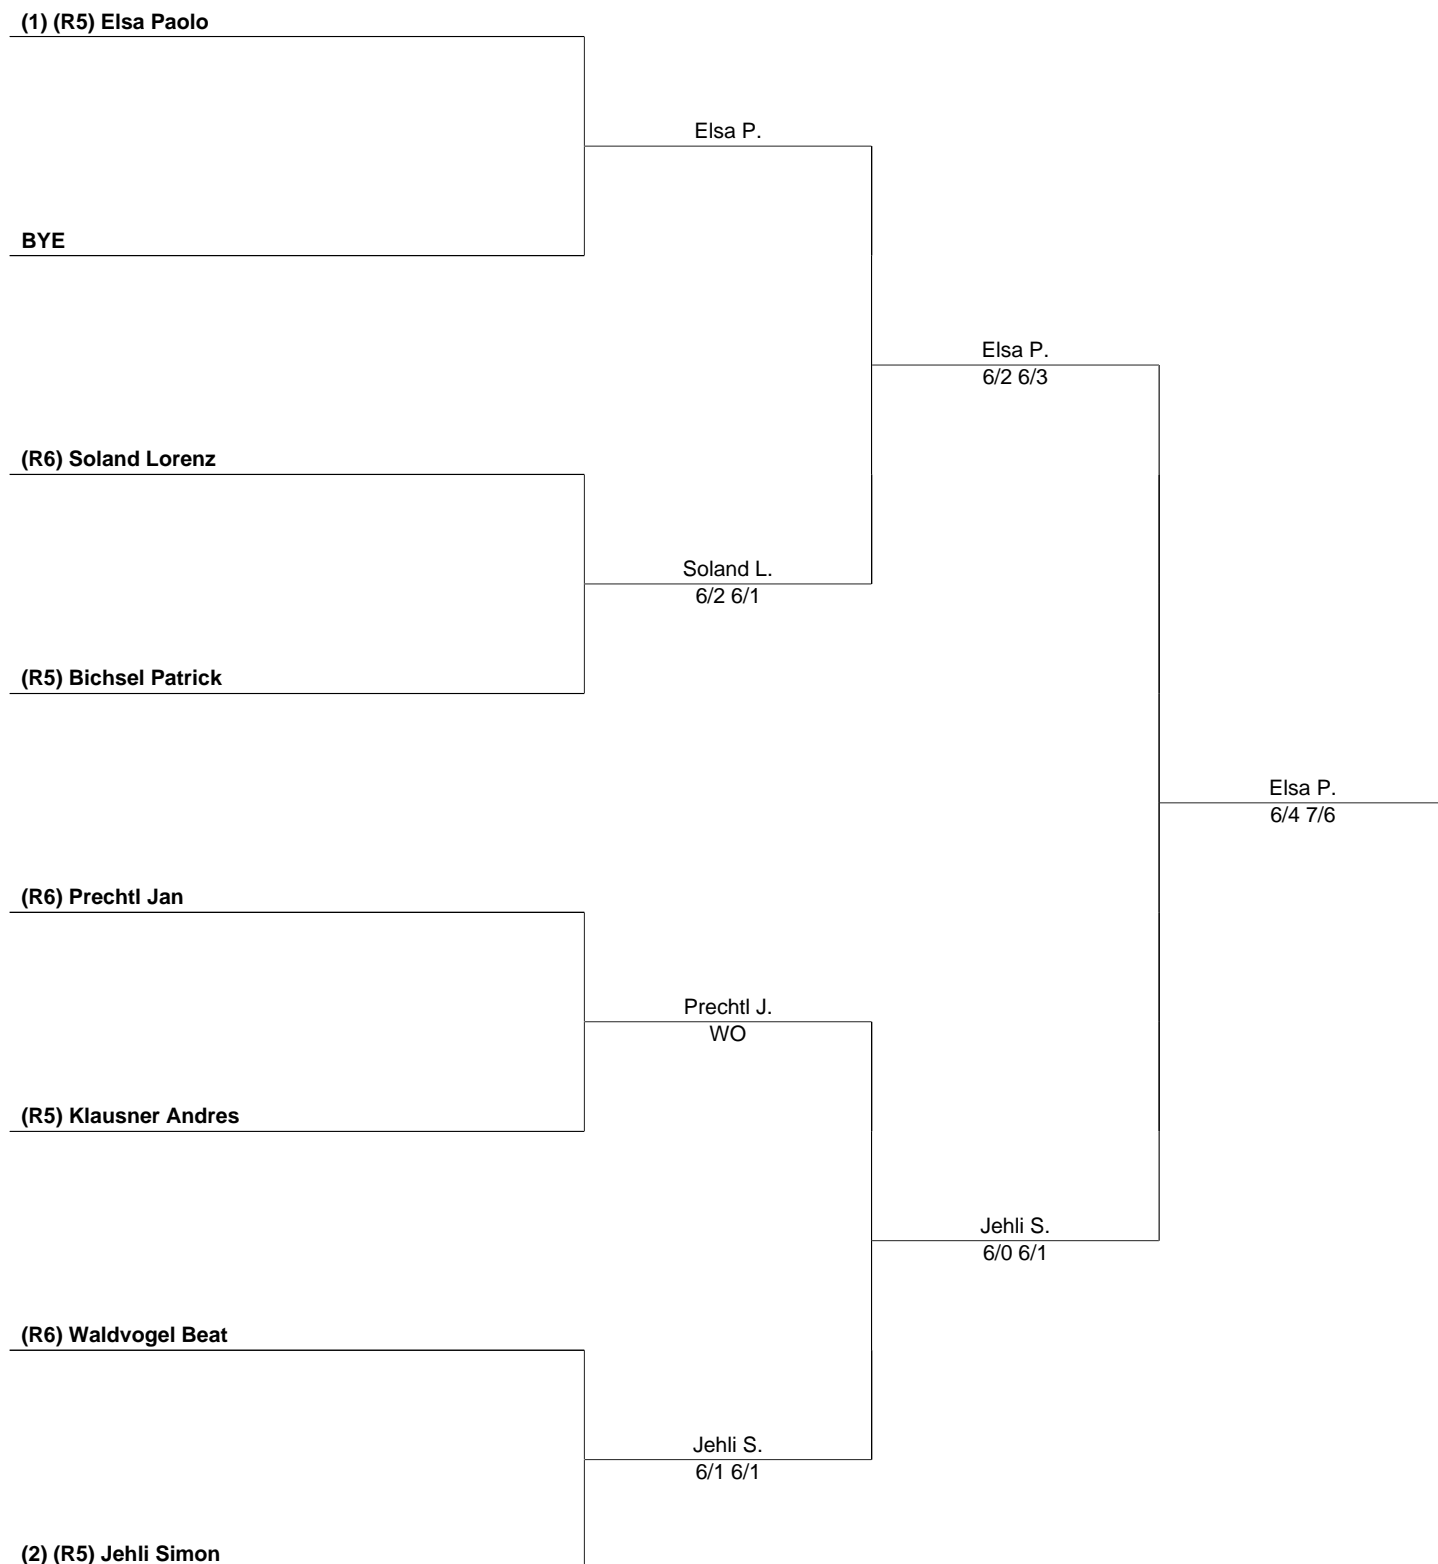 (1) (R5) Elsa Paolo
Elsa P.
BYE
Elsa P.
6/2 6/3
(R6) Soland Lorenz
Soland L.
6/2 6/1
(R5) Bichsel Patrick
Elsa P.
6/4 7/6
(R6) Prechtl Jan
Prechtl J.
WO
(R5) Klausner Andres
Jehli S.
6/0 6/1
(R6) Waldvogel Beat
Jehli S.
6/1 6/1
(2) (R5) Jehli Simon